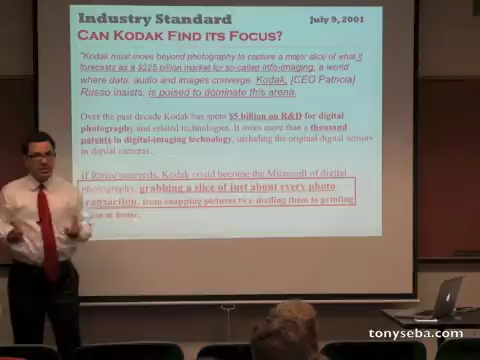 Industry Standard
July 9, 2001
CAN KODAK FIND ITS FOCUS?
"Kodak must move beyond photography to capture a major slice of what it
forecasts as a $225 billion market for so-called info-imaging, a world
where data, audio and images converge. Kodak, [CEO Patricia]
Russo insists, is poised to dominate this arena.
Over the past decade Kodak has spent $5 billion on R&D for digital
photography and related technologies. It owns more than a thousand
patents in digital-imaging technology, including the original digital sensors
in digital cameras…
If Russo succeeds, Kodak could become the Microsoft of digital
photography, grabbing a slice of just about every photo
transaction, from snapping pictures to e-mailing them to printing
at home.
tonyseba.com